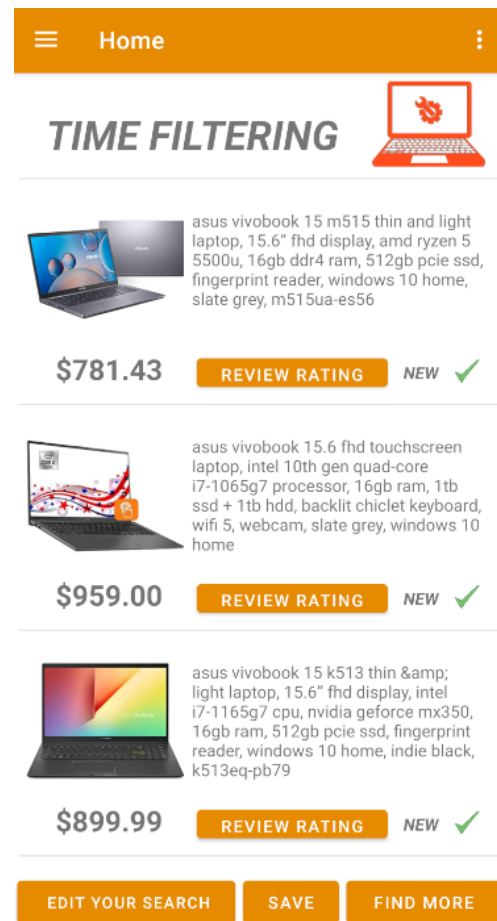 Home
TIME FILTERING
asus vivobook 15 m515 thin and light
laptop, 15.6" fhd display, amd ryzen 5
5500u, 16gb ddr4 ram, 512gb pcie ssd,
fingerprint reader, windows 10 home,
slate grey, m515ua-es56
$781.43
REVIEW RATING
NEW
asus vivobook 15.6 fhd touchscreen
laptop, intel 10th gen quad-core
i7-1065g7 processor, 16gb ram, 1tb
ssd + 1tb hdd, backlit chiclet keyboard,
wifi 5, webcam, slate grey, windows 10
home
$959.00
REVIEW RATING
NEW
asus vivobook 15 k513 thin &amp;
light laptop, 15.6" fhd display, intel
i7-1165g7 cpu, nvidia geforce mx350,
16gb ram, 512gb pcie ssd, fingerprint
reader, windows 10 home, indie black,
k513eq-pb79
$899.99
REVIEW RATING
NEW
EDIT YOUR SEARCH
SAVE
FIND MORE